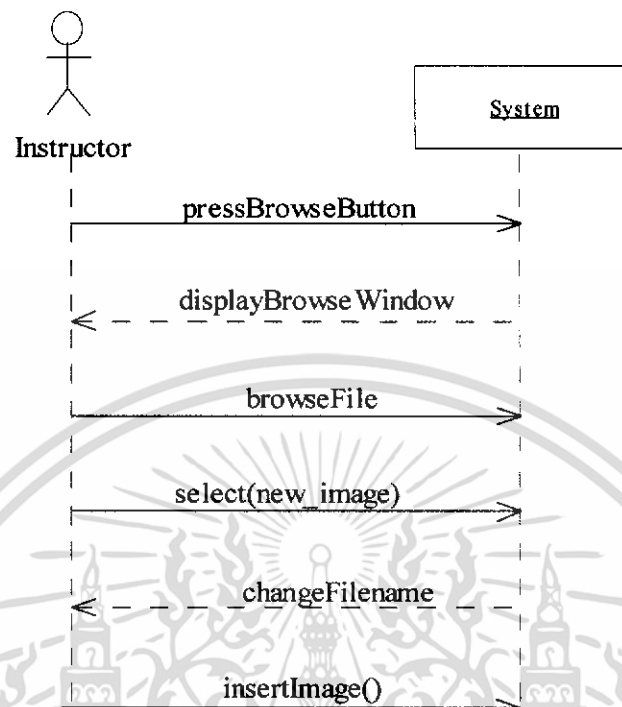 System
Instructor
pressBrowseButton
displayBrowseWindow
browseFile
select(new_image)
changeFilename
insertImage()